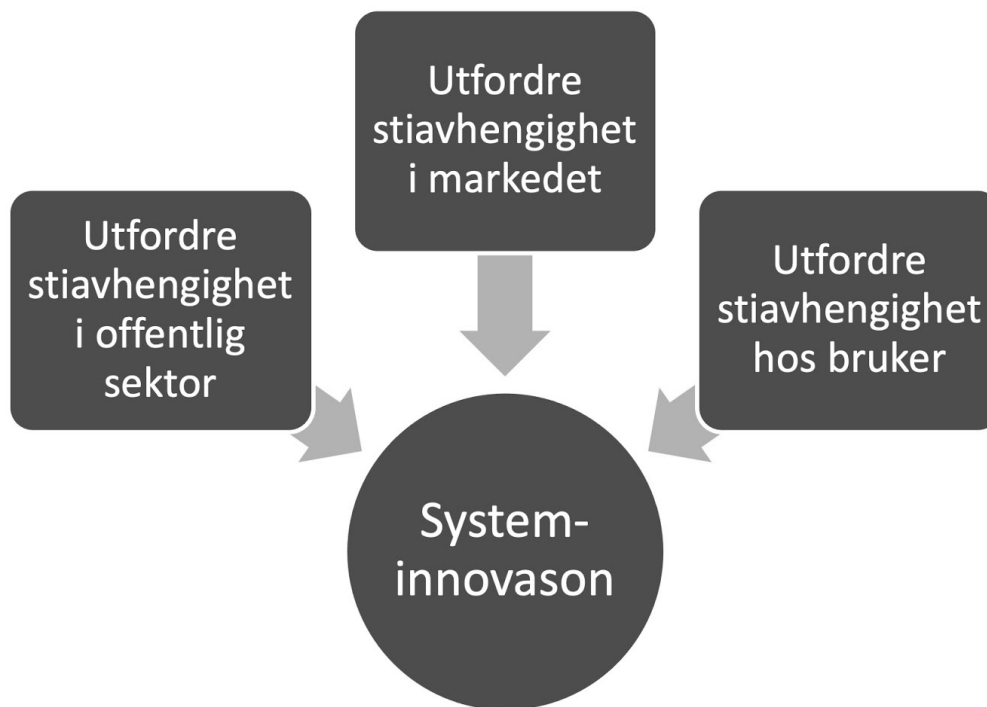 Utfordre
stiavhengighet
i offentlig
sektor
Utfordre
stiavhengighet
i markedet
Utfordre
stiavhengighet
hos bruker
System-
innovason